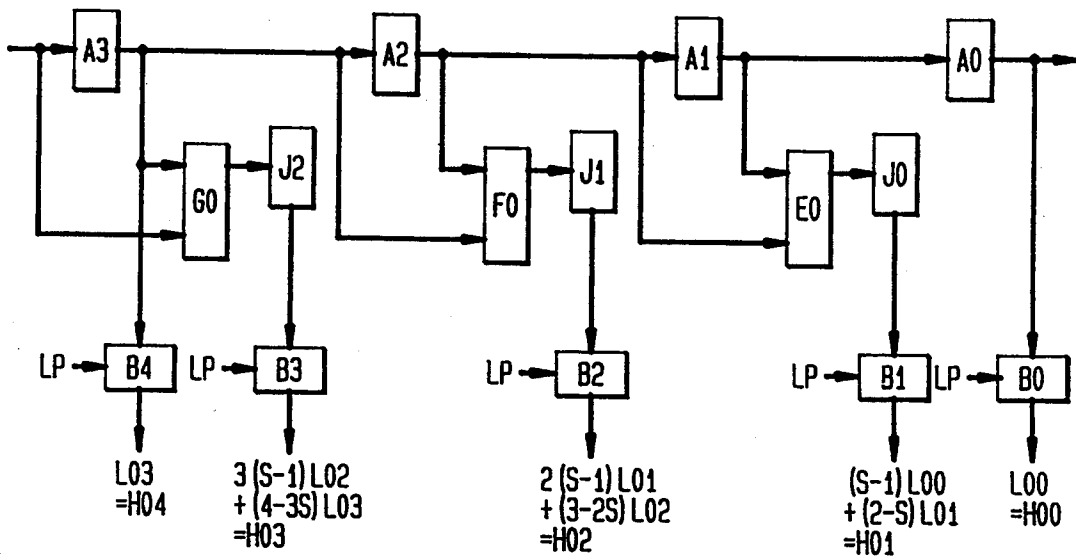 A3
A2
A1
A0
G0
J2
F0
J1
E0
J0
LP
B4
LP
B3
LP
B2
LP
B1
LP
B0
L03
=H04
3(S-1)L02
+(4-3S)L03
=H03
2(S-1)L01
+(3-2S)L02
=H02
(S-1)L00
+(2-S)L01
=H01
L00
=H00